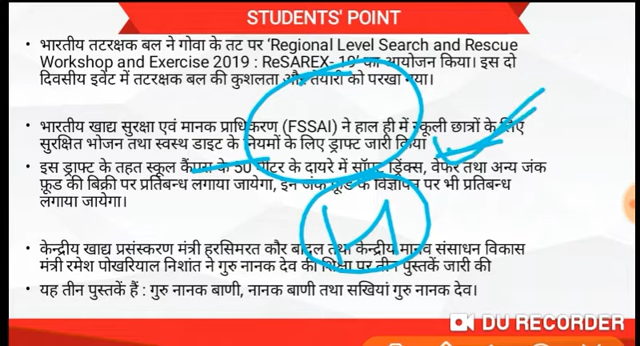 STUDENTS' POINT
• भारतीय तटरक्षक बल ने गोवा के तट पर 'Regional Level Search and Rescue
Workshop and Exercise 2019 : ReSAREX- 19' का आयोजन किया। इस दो
दिवसीय इवेंट में तटरक्षक बल की कुशलता और तयारी को परखा गया।
• भारतीय खाद्य सुरक्षा एवं मानक प्राधिकरण (FSSAI) ने हाल ही में स्कूली छात्रों के लिए
सुरक्षित भोजन तथा स्वस्थ डाइट के नियमों के लिए ड्राफ्ट जारी किया
• इस ड्राफ्ट के तहत स्कूल कैंपस के 50 मीटर के दायरे में सॉफ्ट ड्रिंक्स, वेफर तथा अन्य जंक
फ़ूड की बिक्री पर प्रतिबन्ध लगाया जायेगा, इन जंक फ़ूड के विज्ञापन पर भी प्रतिबन्ध
लगाया जायेगा।
• केन्द्रीय खाद्य प्रसंस्करण मंत्री हरसिमरत कौर बादल तथा केन्द्रीय मानव संसाधन विकास
मंत्री रमेश पोखरियाल निशांत ने गुरु नानक देव की शिक्षा पर तीन पुस्तकें जारी की
• यह तीन पुस्तकें हैं : गुरु नानक बाणी, नानक बाणी तथा सखियां गुरु नानक देव।
DU RECORDER